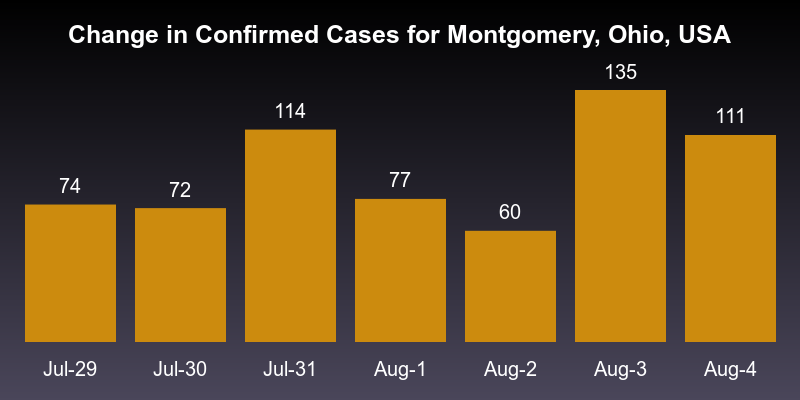 Change in Confirmed Cases for Montgomery, Ohio, USA
74 72 114 77 60 135 111
Jul-29 Jul-30 Jul-31 Aug-1 Aug-2 Aug-3 Aug-4